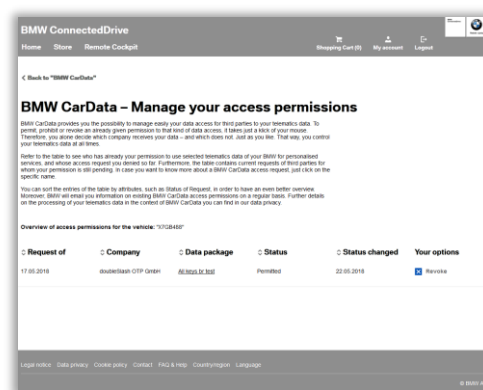 BMW ConnectedDrive
Home Store Remote Cockpit
Shopping Cart (0) My account Logout
< Back to "BMW CarData"
BMW CarData – Manage your access permissions
BMW CarData provides you the possibility to manage easily your data access for third parties to your telematics data. To
permit, prohibit or revoke an already given permission to that kind of data access. It takes just a klick of your mouse.
Therefore, you alone decide which company receives your data – and which does not. Just as you like. That way, you control
your telematics data at all times.
Refer to the table to see who has already your permission to use selected telematics data of your BMW for personalised
services, and whose access request you denied so far. Furthermore, the table contains current requests of third parties for
whom your permission is still pending. In case you want to know more about a BMW CarData access request, just click on the
specific name.
You can sort the entries of the table by attributes, such as Status of Request, in order to have an even better overview.
Moreover, BMW will email you information on existing BMW CarData access permissions on a regular basis. Further details
on the processing of your telematics data in the context of BMW CarData you can find in our data privacy.
Overview of access permissions for the vehicle:
Request of Company Data package Status Status changed Your options
17.05.2018 doubleSlash OTP GmbH All keys br test Permitted 22.05.2018 Revoke
Legal notice Data privacy Cookie policy Contact FAQ & Help Country/region Language
© BMW